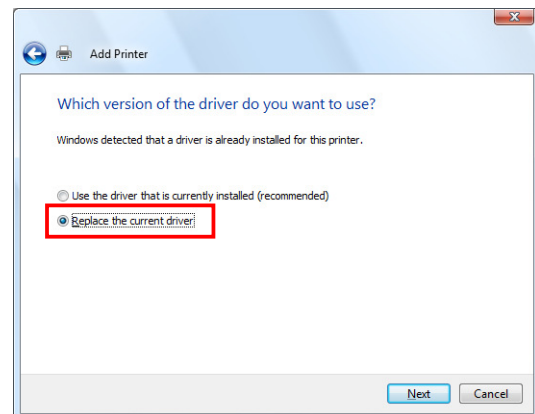 Add Printer
Which version of the driver do you want to use?
Windows detected that a driver is already installed for this printer.
Use the driver that is currently installed (recommended)
Replace the current driver
Next Cancel